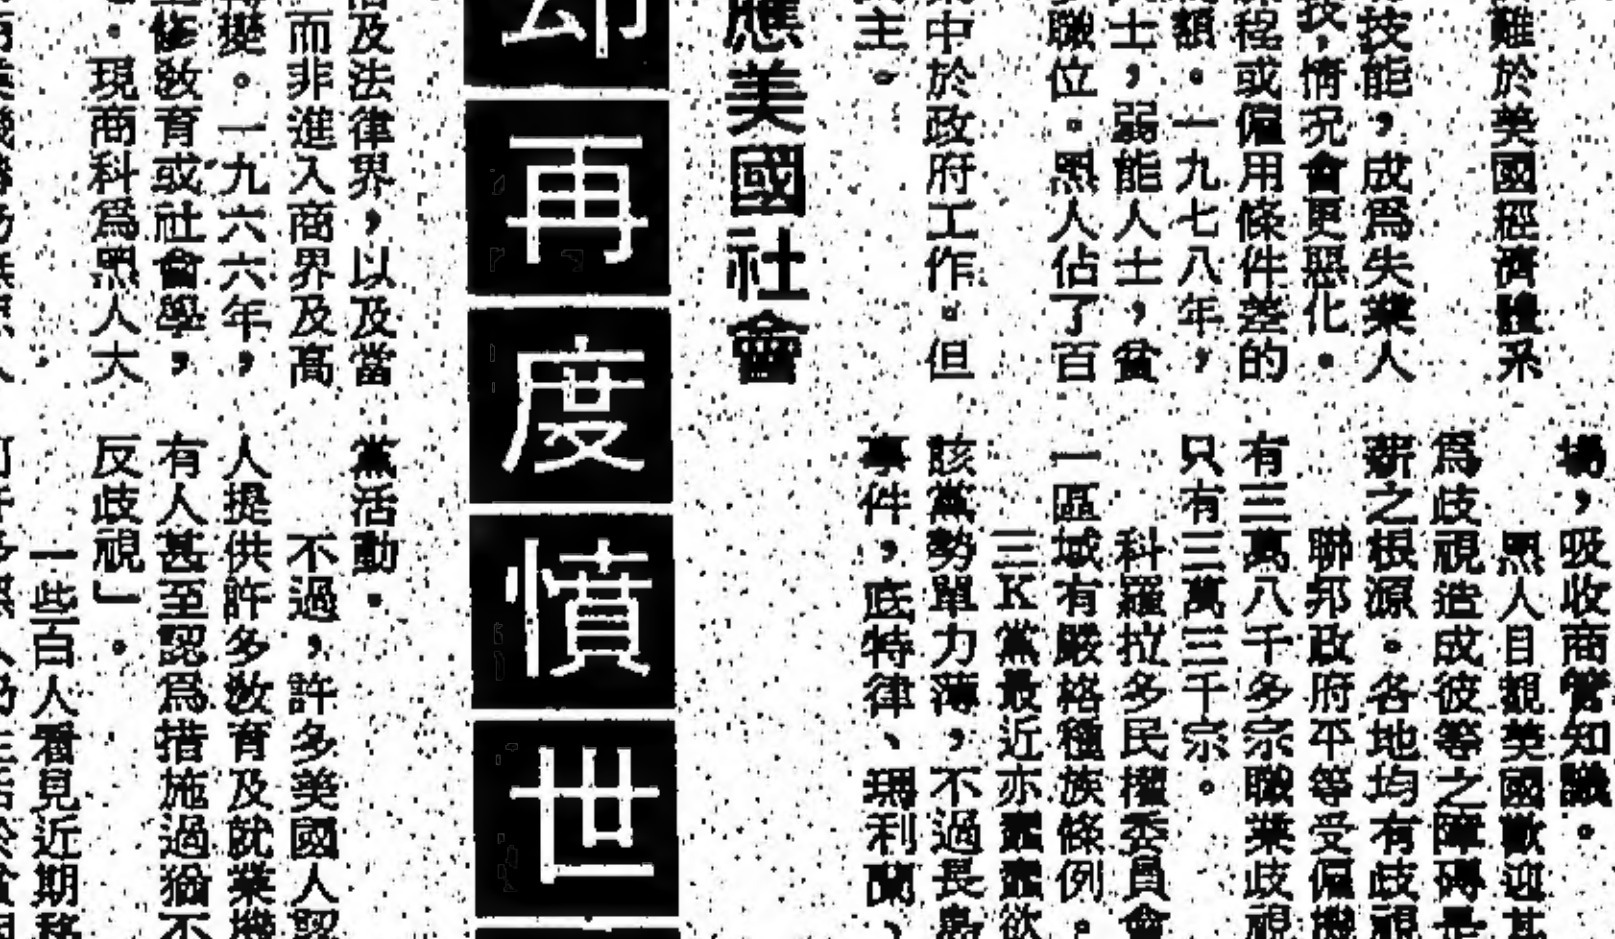 難於美國經濟體系
技能，成爲失業人
技，情况會更惡化。
程或僱用條件差的
額。一九七八年，
士，弱能人士，貧
職位。黑人佔了百
中於政府工作。但
主。
場，吸收商管知識。
黑人目覩美國歡迎其
爲歧視造成彼等之障礙是
薪之根源。各地均有歧視
聯邦政府平等受僱機
有三萬八千多宗職業歧視
只有三萬三千宗。
科羅拉多民權委員會
一區域有嚴格種族條例。
三K黨最近亦蠢蠢欲
該黨勢單力薄，不過長
事件，底特律、瑪利蘭、
應美國社會
却再度憤世
及法律界，以及當
而非進入商界及高
。一九六六年，
修敎育或社會學，
。現商科爲黑人大
黨活動。
不過，許多美國人認
人提供許多敎育及就業機
有人甚至認爲措施過猶不
反歧視」。
一些百人看見近期移